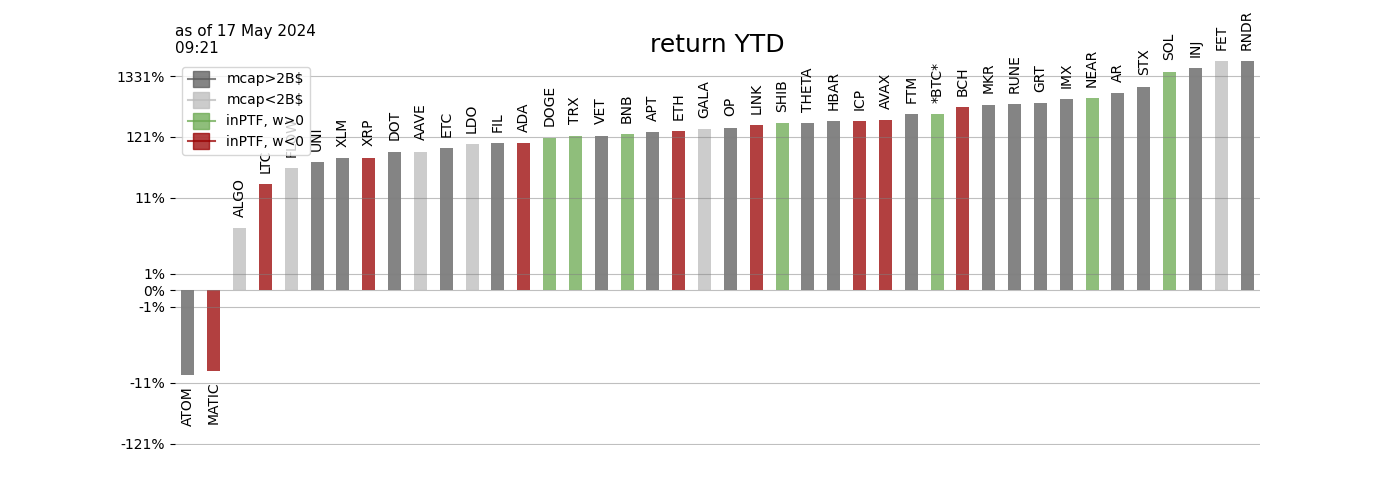 as of 17 May 2024
09:21
return YTD
mcap>2B$
mcap<2B$
inPTF, w>0
inPTF, w<0
1331%
121%
11%
1%
0%
-1%
-11%
-121%
ATOM
MATIC
ALGO
LTC
FLOW
UNI
XLM
XRP
DOT
AAVE
ETC
LDO
FIL
ADA
DOGE
TRX
VET
BNB
APT
ETH
GALA
OP
LINK
SHIB
THETA
HBAR
ICP
AVAX
FTM
*BTC*
BCH
MKR
RUNE
GRT
IMX
NEAR
AR
STX
SOL
INJ
FET
RNDR